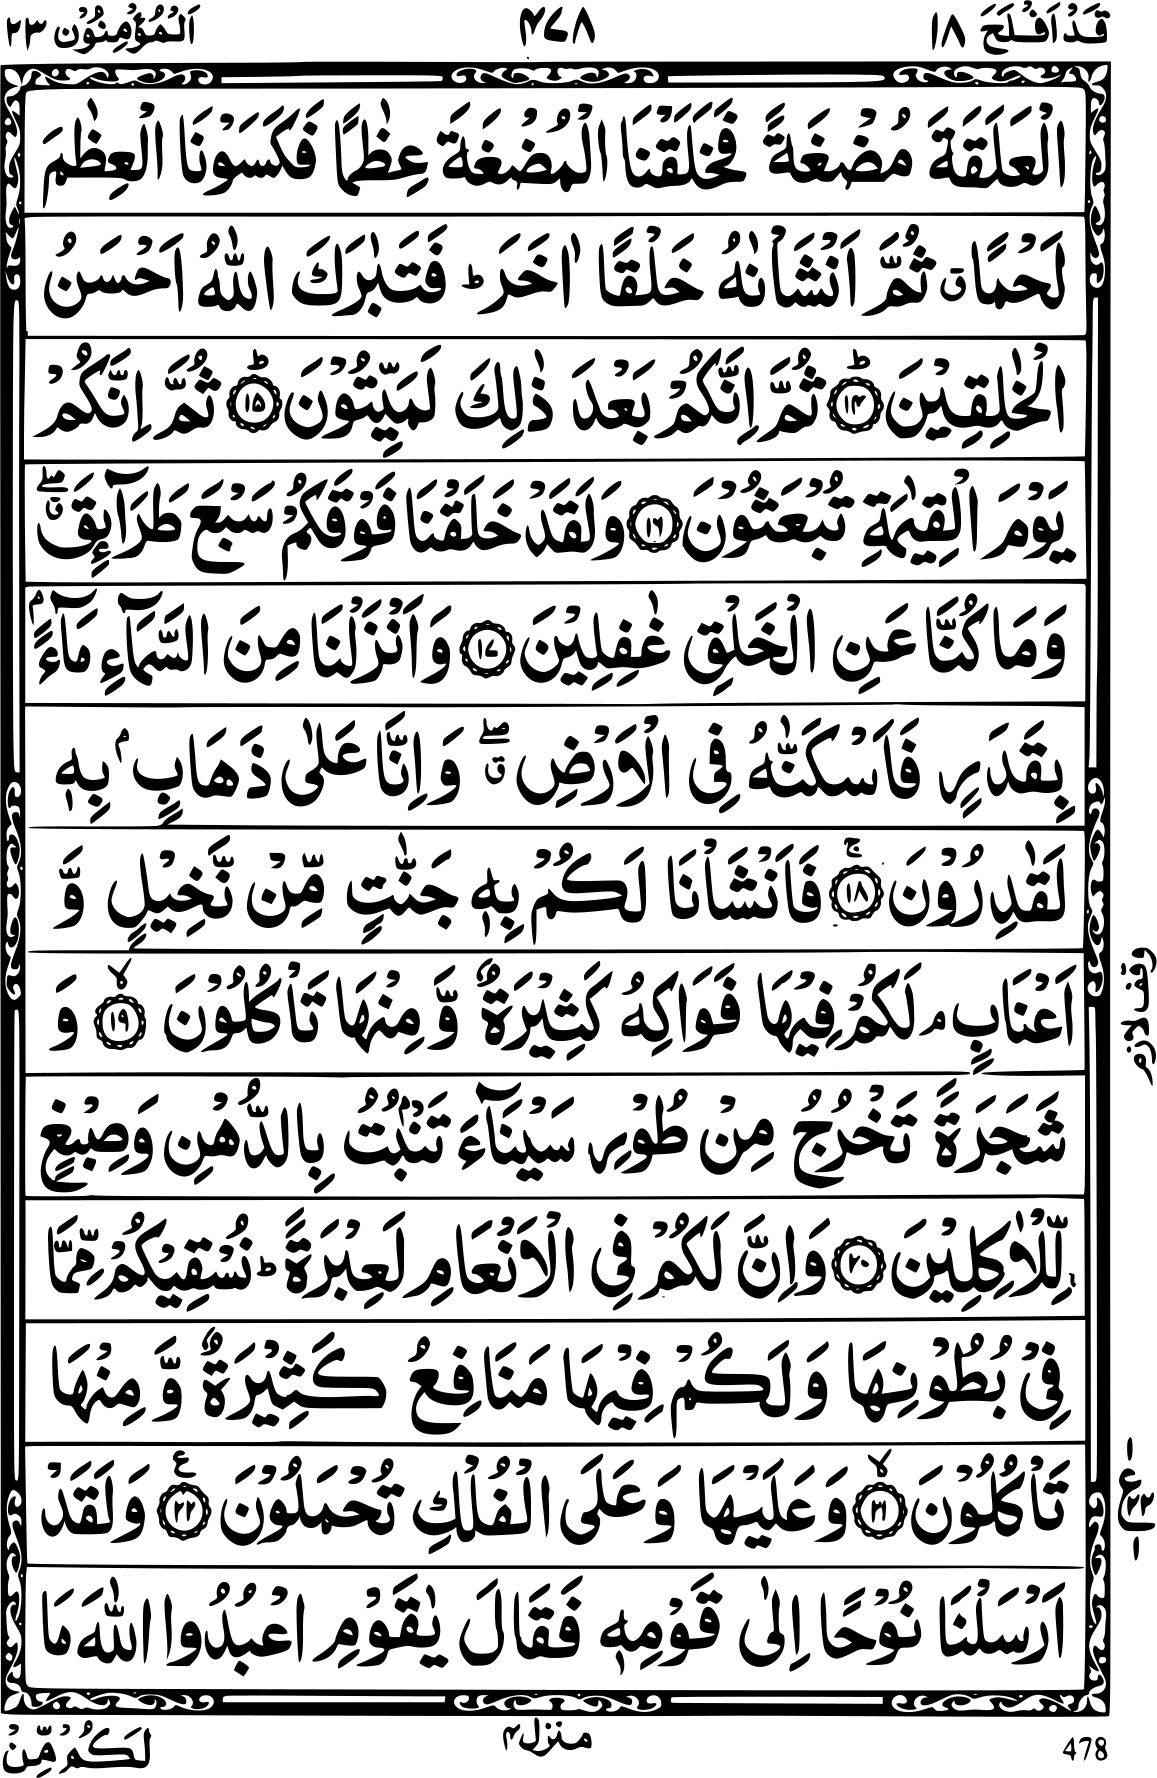 قَدْ اَفْلَحَ ۱۸ ۴۷۸ اَلْمُؤْمِنُوْن ۲۳
الْعَلَقَةَ مُضْغَةً فَخَلَقْنَا الْمُضْغَةَ عِظٰمًا فَكَسَوْنَا الْعِظٰمَ
لَحْمًاۗ ثُمَّ اَنْشَاْنٰهُ خَلْقًا اٰخَرَؕ فَتَبٰرَكَ اللّٰهُ اَحْسَنُ
الْخٰلِقِيْنَؕ ۱۴ ثُمَّ اِنَّكُمْ بَعْدَ ذٰلِكَ لَمَيِّتُوْنَؕ ۱۵ ثُمَّ اِنَّكُمْ
يَوْمَ الْقِيٰمَةِ تُبْعَثُوْنَ ۱۶ وَلَقَدْ خَلَقْنَا فَوْقَكُمْ سَبْعَ طَرَآئِقَۖ ق
وَمَا كُنَّا عَنِ الْخَلْقِ غٰفِلِيْنَ ۱۷ وَاَنْزَلْنَا مِنَ السَّمَآءِ مَآءًۢ
بِقَدَرٍ فَاَسْكَنّٰهُ فِى الْاَرْضِۖ ق وَاِنَّا عَلٰى ذَهَابٍۢ بِهٖ
لَقٰدِرُوْنَۚ ۱۸ فَاَنْشَاْنَا لَكُمْ بِهٖ جَنّٰتٍ مِّنْ نَّخِيْلٍ وَّ
اَعْنَابٍۘ لَكُمْ فِيْهَا فَوَاكِهُ كَثِيْرَةٌ وَّمِنْهَا تَاْكُلُوْنَۙ ۱۹ وَ
شَجَرَةً تَخْرُجُ مِنْ طُوْرِ سَيْنَآءَ تَنْۢبُتُ بِالدُّهْنِ وَصِبْغٍ
لِّلْاٰكِلِيْنَ ۲۰ وَاِنَّ لَكُمْ فِى الْاَنْعَامِ لَعِبْرَةًؕ نُسْقِيْكُمْ مِّمَّا
فِىْ بُطُوْنِهَا وَلَكُمْ فِيْهَا مَنَافِعُ كَثِيْرَةٌ وَّمِنْهَا
تَاْكُلُوْنَۙ ۲۱ وَعَلَيْهَا وَعَلَى الْفُلْكِ تُحْمَلُوْنَ ع ۲۲ وَلَقَدْ
اَرْسَلْنَا نُوْحًا اِلٰى قَوْمِهٖ فَقَالَ يٰقَوْمِ اعْبُدُوا اللّٰهَ مَا
478 منزل ۴ لَكُمْ مِّنْ
وقف لازم
ع ۲۲